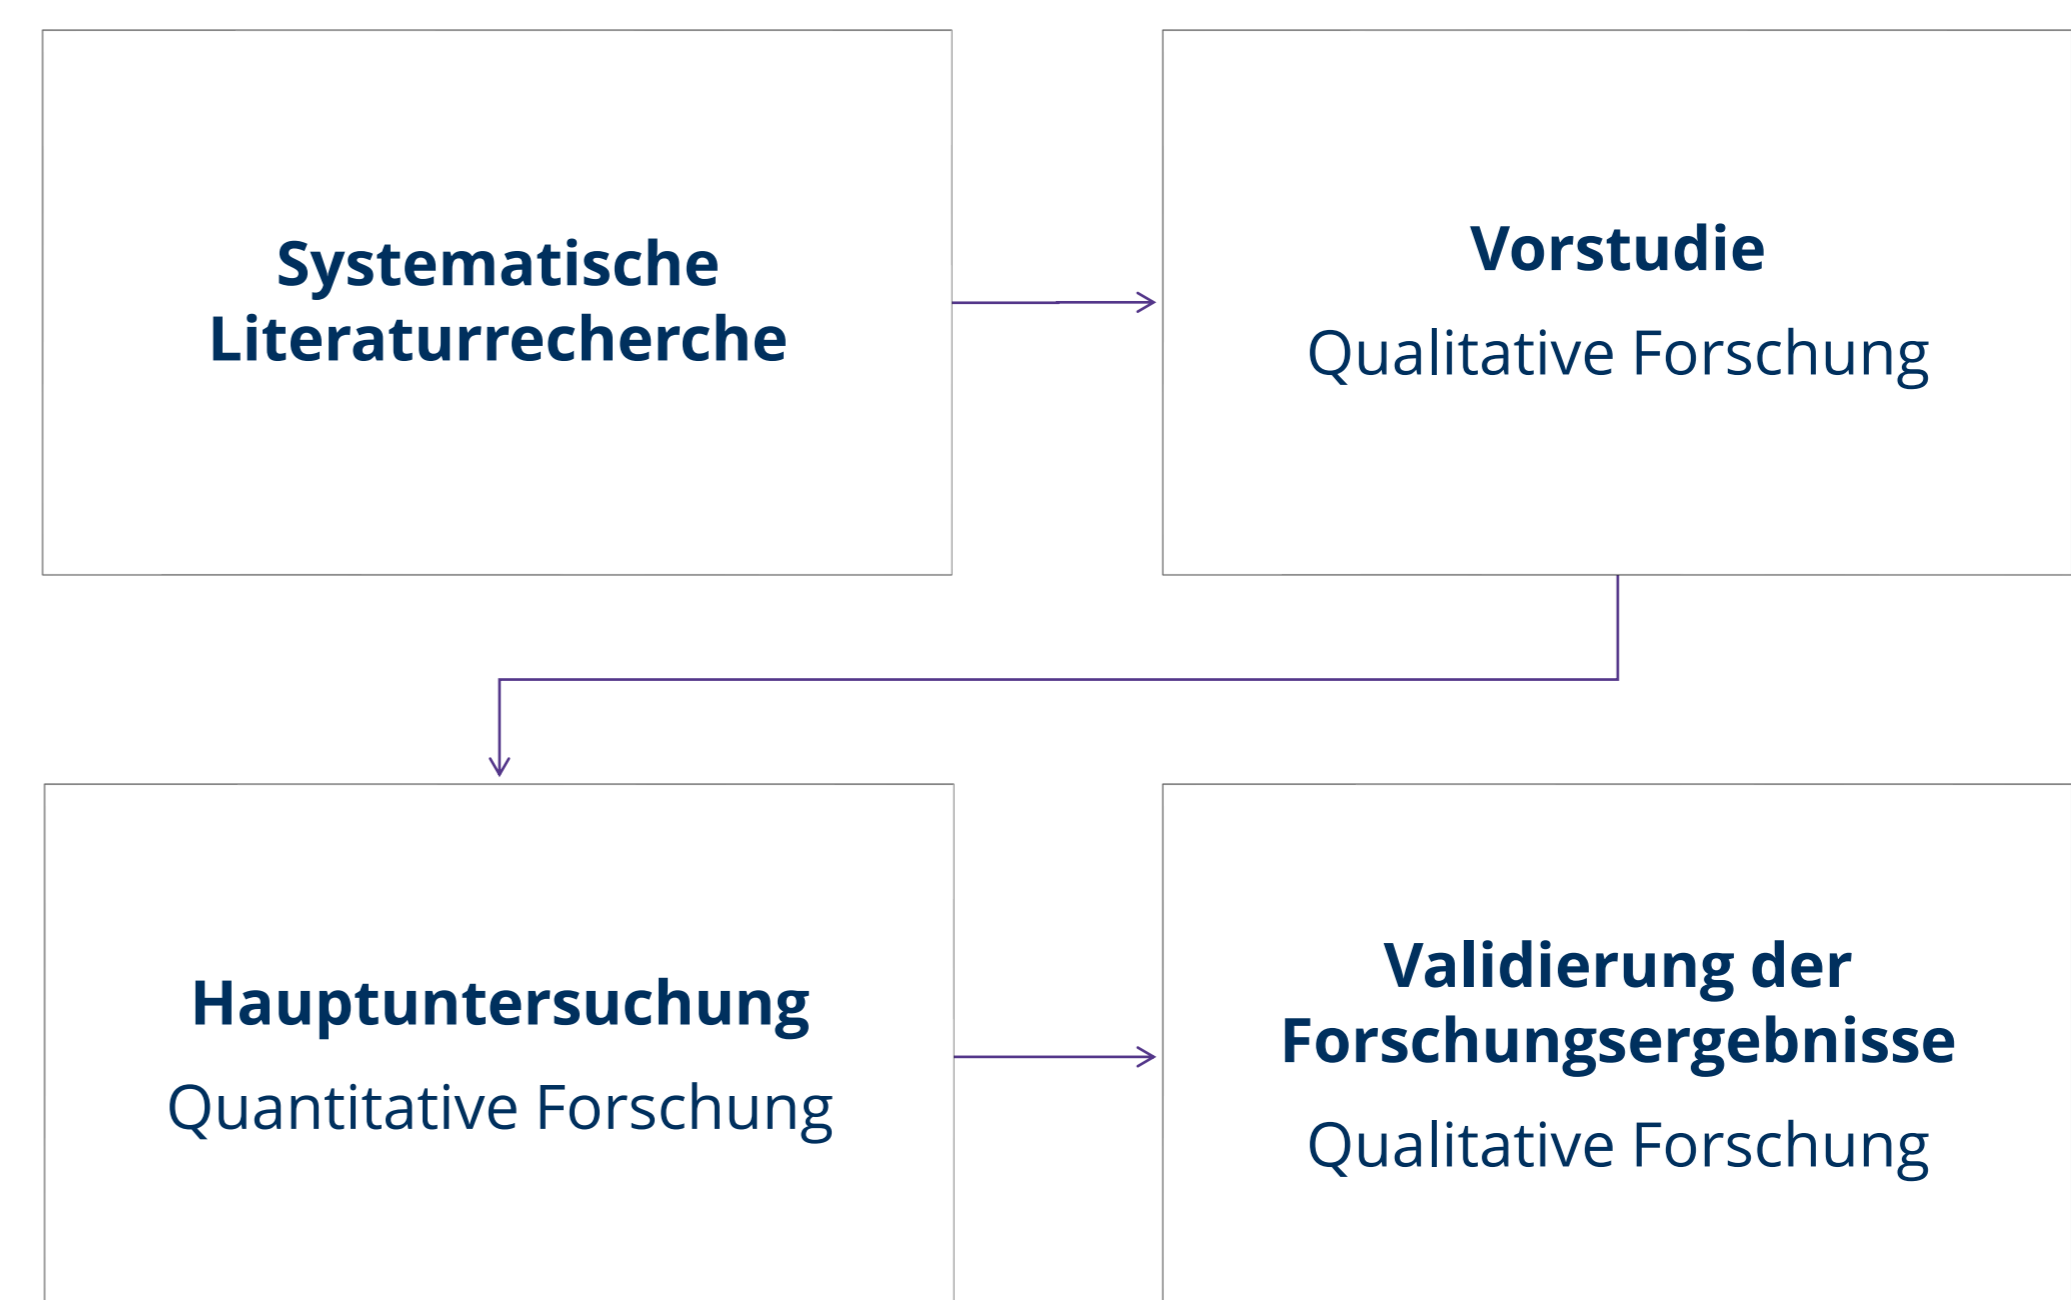 Systematische
Literaturrecherche
Vorstudie
Qualitative Forschung
Hauptuntersuchung
Quantitative Forschung
Validierung der
Forschungsergebnisse
Qualitative Forschung